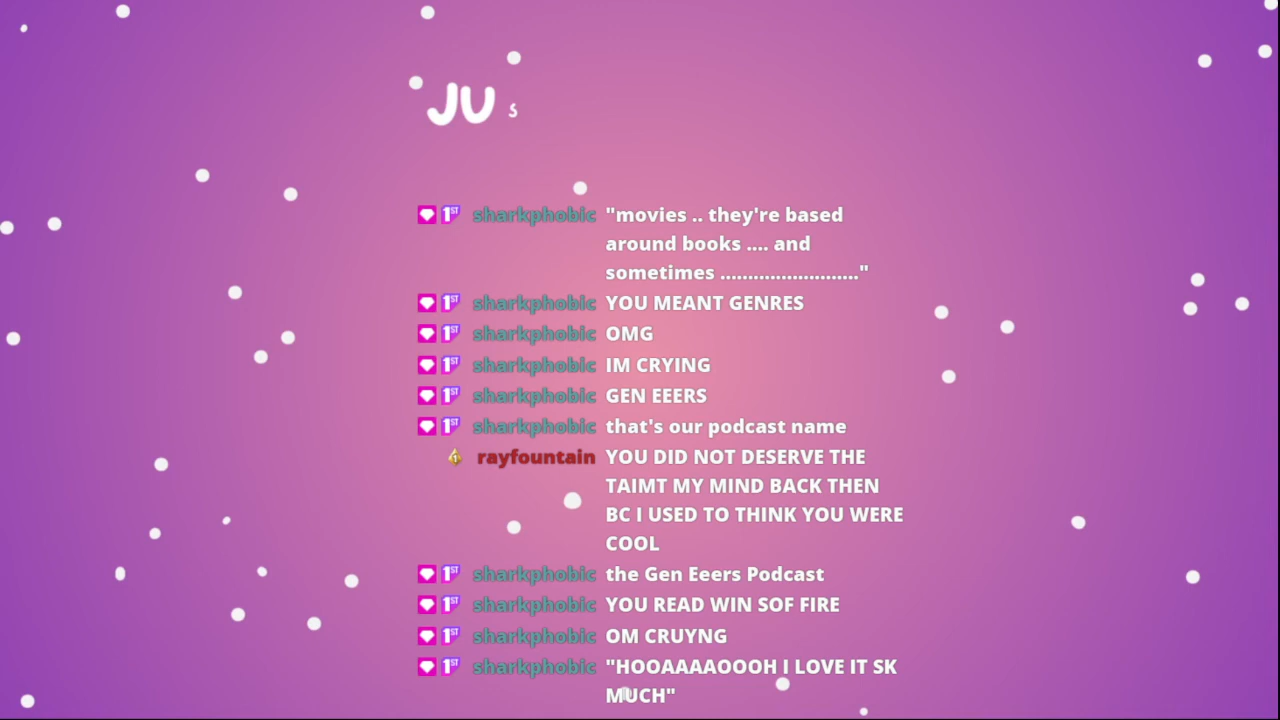 JU s
sharkphobic "movies .. they're based
around books .... and
sometimes ........................."
sharkphobic YOU MEANT GENRES
sharkphobic OMG
sharkphobic IM CRYING
sharkphobic GEN EEERS
sharkphobic that's our podcast name
rayfountain YOU DID NOT DESERVE THE
TAIMT MY MIND BACK THEN
BC I USED TO THINK YOU WERE
COOL
sharkphobic the Gen Eeers Podcast
sharkphobic YOU READ WIN SOF FIRE
sharkphobic OM CRUYNG
sharkphobic "HOOAAAAOOOH I LOVE IT SK
MUCH"